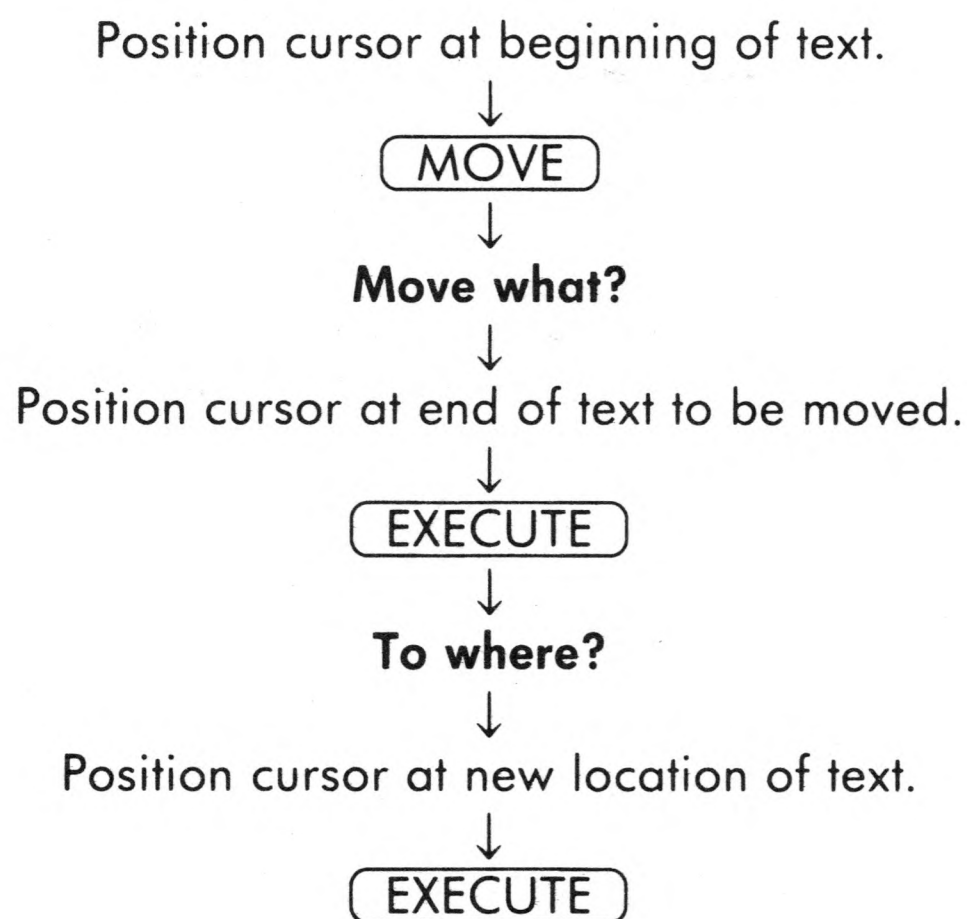 Position cursor at beginning of text.
MOVE
Move what?
Position cursor at end of text to be moved.
EXECUTE
To where?
Position cursor at new location of text.
EXECUTE